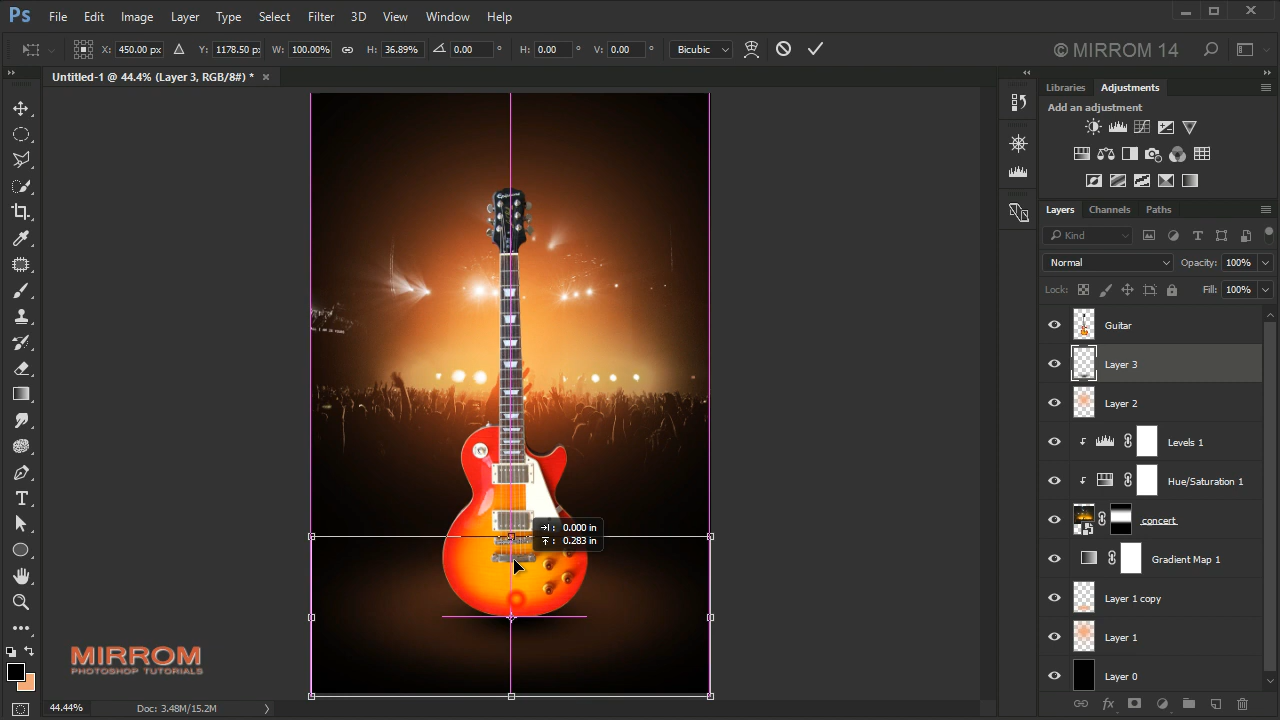 Ps File Edit Image Layer Type Select Filter 3D View Window Help
X: 450.00 px Y: 1178.50 px W: 100.00% H: 36.89% 0.00 ° H: 0.00 ° V: 0.00 ° Bicubic © MIRROM 14
Untitled-1 @ 44.4% (Layer 3, RGB/8#) * ×
Libraries Adjustments
Add an adjustment
Layers Channels Paths
Kind
Normal Opacity: 100%
Lock: Fill: 100%
Guitar
Layer 3
Layer 2
Levels 1
Hue/Saturation 1
concert
Gradient Map 1
Layer 1 copy
Layer 1
Layer 0
Epiphone
: 0.000 in
: 0.283 in
MIRROM
PHOTOSHOP TUTORIALS
44.44% Doc: 3.48M/15.2M